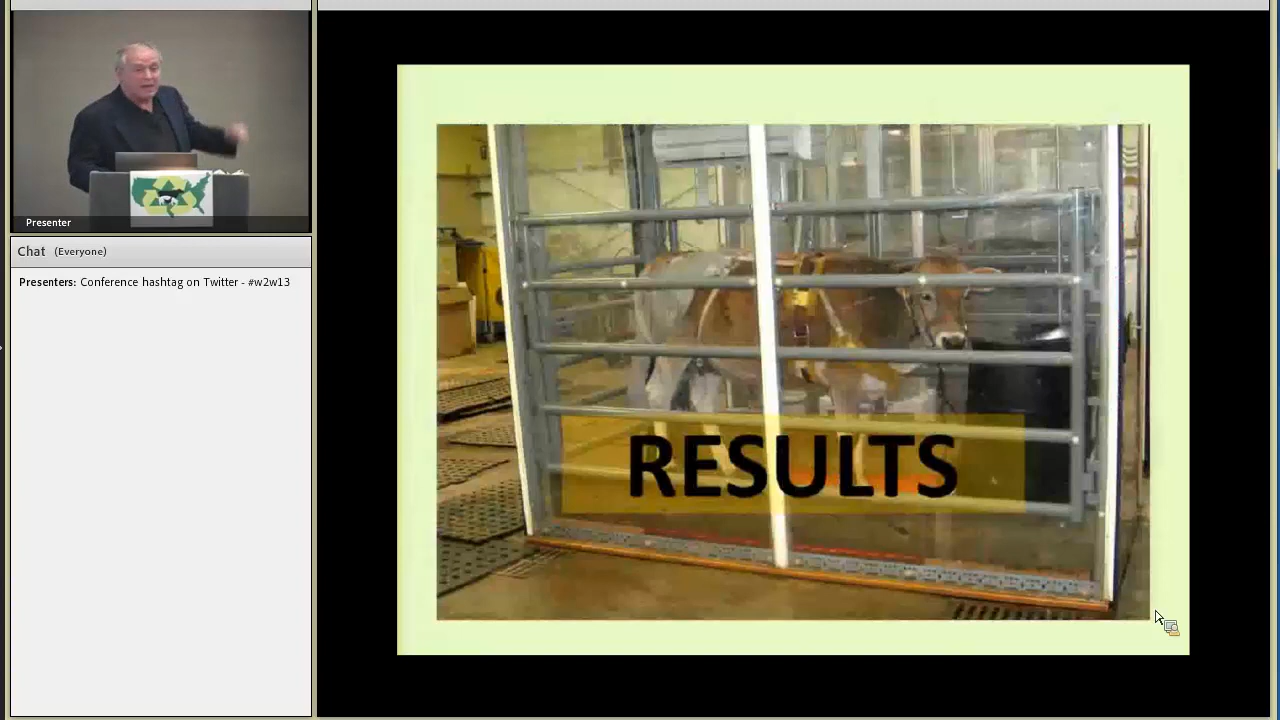 Presenter
Chat (Everyone)
Presenters: Conference hashtag on Twitter - #w2w13
RESULTS